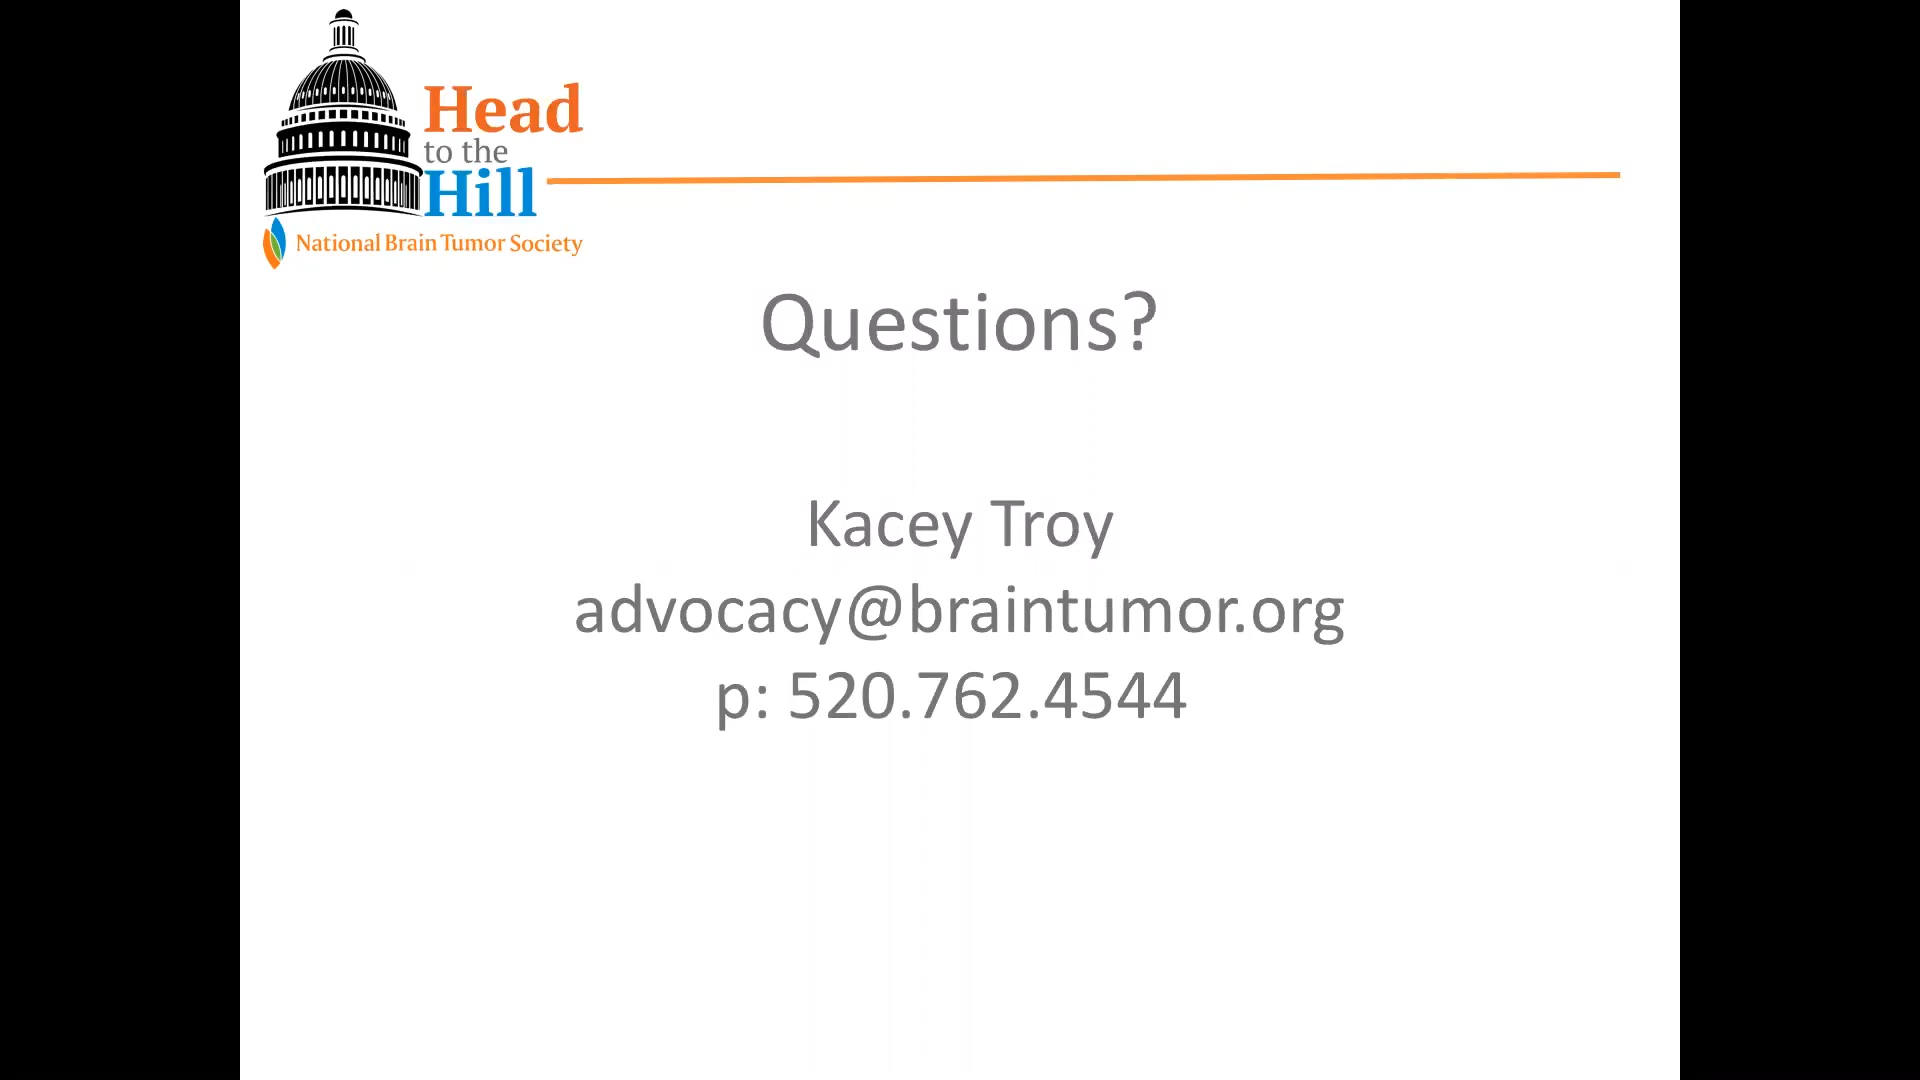 Head
to the
Hill
National Brain Tumor Society
Questions?
Kacey Troy
advocacy@braintumor.org
p: 520.762.4544